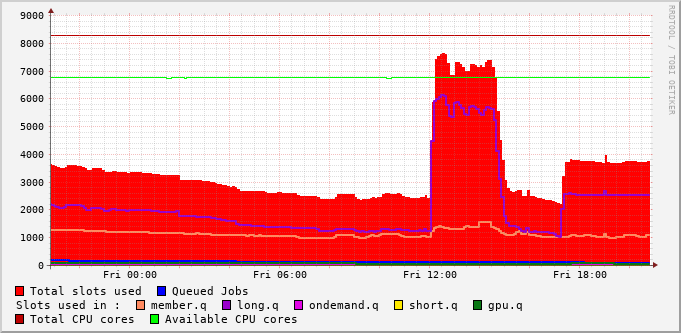 9000
8000
7000
6000
5000
4000
3000
2000
1000
0
Fri 00:00 Fri 06:00 Fri 12:00 Fri 18:00
RRDTOOL / TOBI OETIKER
Total slots used Queued Jobs
Slots used in : member.q long.q ondemand.q short.q gpu.q
Total CPU cores Available CPU cores